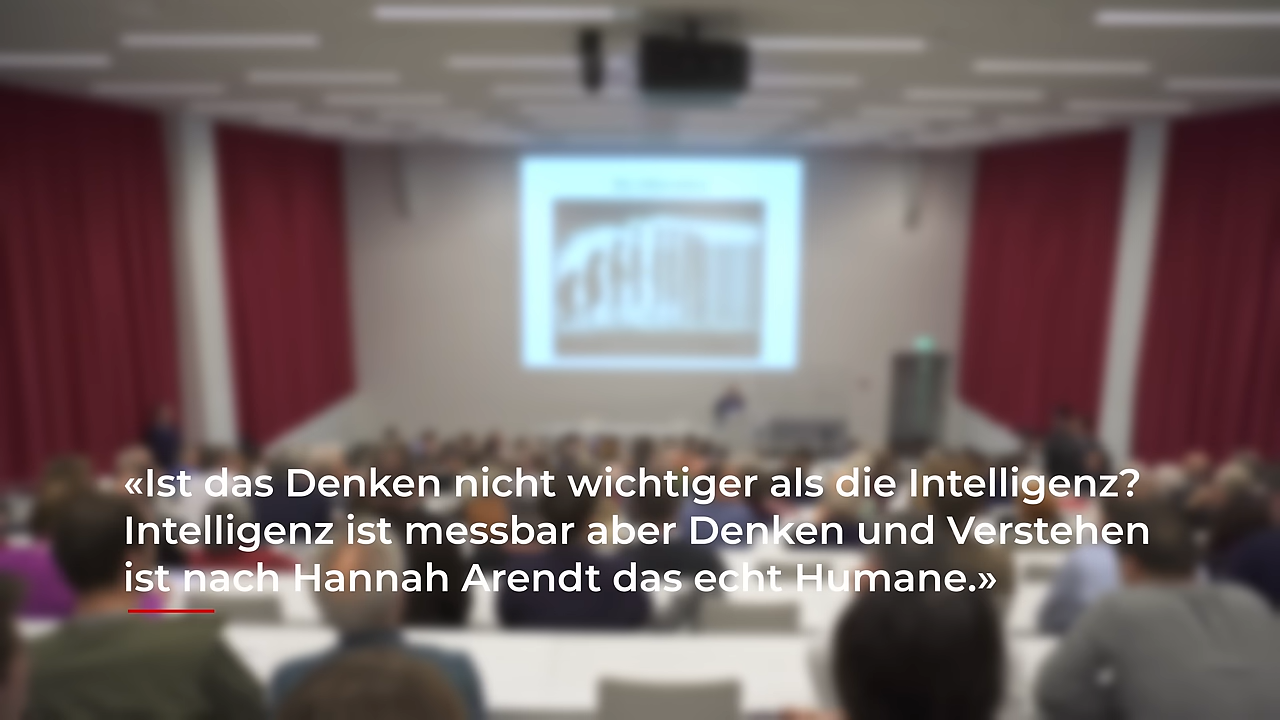 «Ist das Denken nicht wichtiger als die Intelligenz?
Intelligenz ist messbar aber Denken und Verstehen
ist nach Hannah Arendt das echt Humane.»